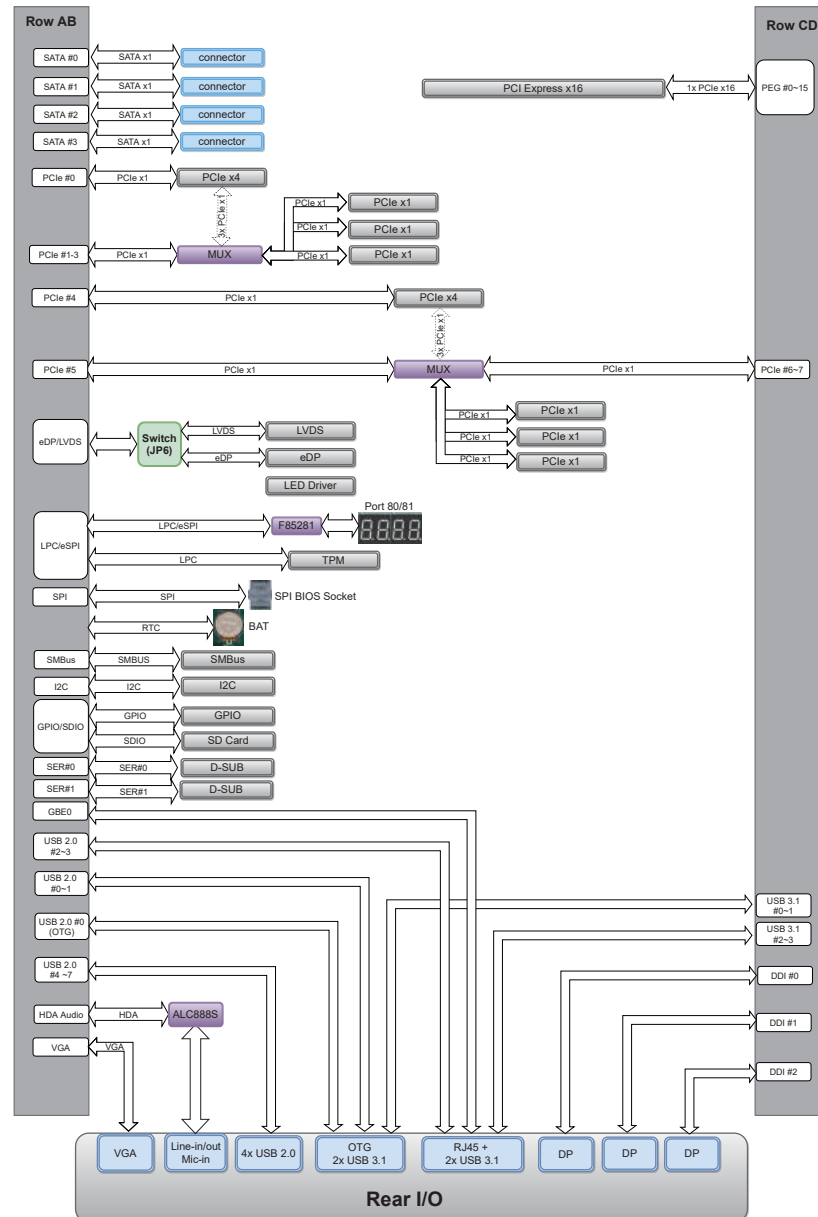 Row AB
Row CD
SATA #0
SATA x1
connector
SATA #1
SATA x1
connector
PCI Express x16
1x PCIe x16
PEG #0~15
SATA #2
SATA x1
connector
SATA #3
SATA x1
connector
PCIe #0
PCIe x1
PCIe x4
3x PCIe x1
PCIe x1
PCIe x1
PCIe x1
PCIe x1
PCIe #1-3
PCIe x1
MUX
PCIe x1
PCIe x1
PCIe #4
PCIe x1
PCIe x4
3x PCIe x1
PCIe #5
PCIe x1
MUX
PCIe x1
PCIe #6~7
PCIe x1
PCIe x1
PCIe x1
PCIe x1
PCIe x1
PCIe x1
eDP/LVDS
Switch
(JP6)
LVDS
LVDS
eDP
eDP
LED Driver
Port 80/81
LPC/eSPI
LPC/eSPI
F85281
8.8.8.8
LPC
TPM
SPI
SPI
SPI BIOS Socket
RTC
BAT
SMBus
SMBUS
SMBus
I2C
I2C
I2C
GPIO/SDIO
GPIO
GPIO
SDIO
SD Card
SER#0
SER#0
D-SUB
SER#1
SER#1
D-SUB
GBE0
USB 2.0
#2~3
USB 2.0
#0~1
USB 3.1
#0~1
USB 2.0 #0
(OTG)
USB 3.1
#2~3
USB 2.0
#4 ~7
DDI #0
HDA Audio
HDA
ALC888S
DDI #1
VGA
VGA
DDI #2
VGA
Line-in/out
Mic-in
4x USB 2.0
OTG
2x USB 3.1
RJ45 +
2x USB 3.1
DP
DP
DP
Rear I/O